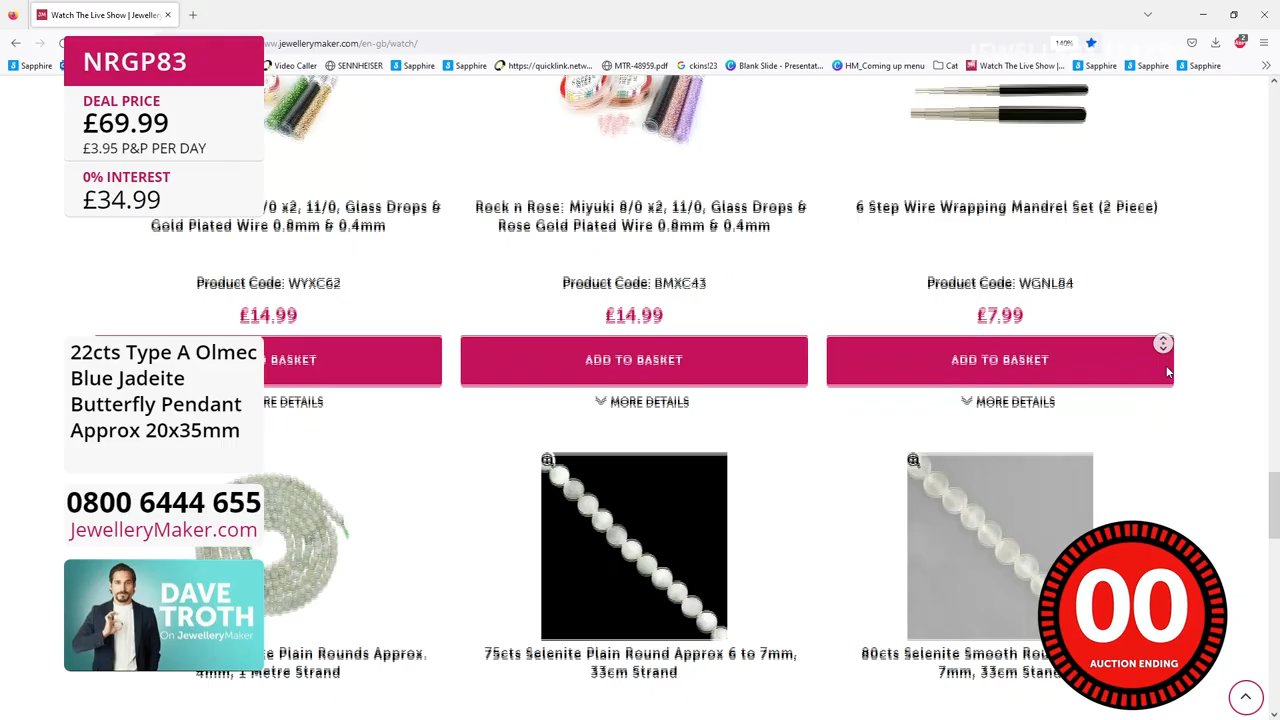 Watch The Live Show | Jeweller
NRGP83
DEAL PRICE
£69.99
£3.95 P&P PER DAY
0% INTEREST
£34.99
.jewellerymaker.com/en-gb/watch/
140%
2
Sapphire
Video Caller
SENNHEISER
Sapphire
Sapphire
https://quicklink.netw...
MTR-48959.pdf
ckins!23
Blank Slide - Presentat...
HM_Coming up menu
Cat
Watch The Live Show |...
Sapphire
Sapphire
Sapphire
/0 x2, 11/0, Glass Drops &
Gold Plated Wire 0.8mm & 0.4mm
Product Code: WYXC62
£14.99
BASKET
RE DETAILS
Rock n Rose: Miyuki 8/0 x2, 11/0, Glass Drops &
Rose Gold Plated Wire 0.8mm & 0.4mm
Product Code: BMXC43
£14.99
ADD TO BASKET
MORE DETAILS
6 Step Wire Wrapping Mandrel Set (2 Piece)
Product Code: WGNL84
£7.99
ADD TO BASKET
MORE DETAILS
22cts Type A Olmec
Blue Jadeite
Butterfly Pendant
Approx 20x35mm
0800 6444 655
JewelleryMaker.com
DAVE
TROTH
On JewelleryMaker
Plain Rounds Approx.
4mm, 1 Metre Strand
75cts Selenite Plain Round Approx 6 to 7mm,
33cm Strand
80cts Selenite Smooth
7mm, 33cm
00
AUCTION ENDING